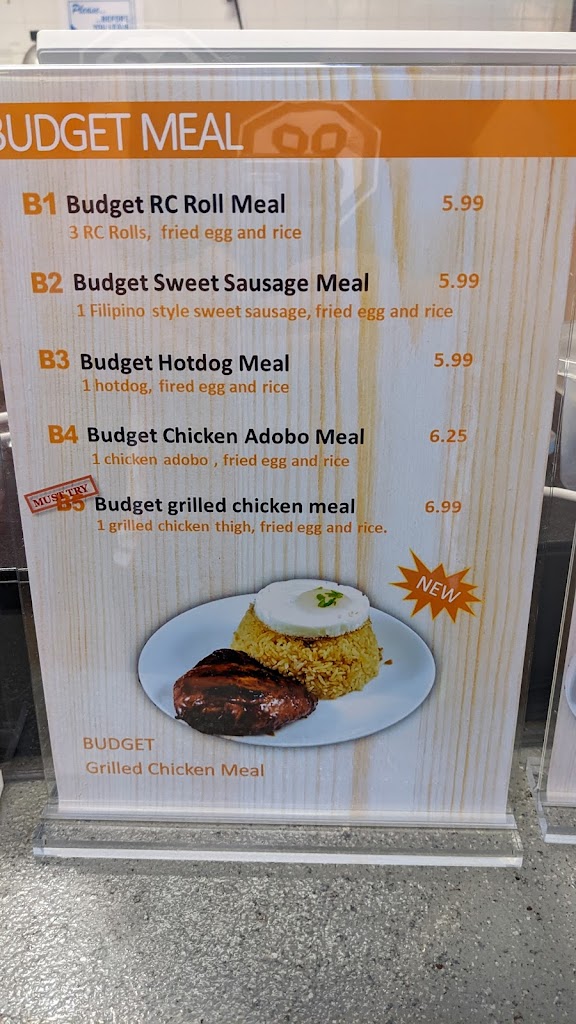 Please...
BUDGET MEAL
B1 Budget RC Roll Meal 5.99
3 RC Rolls, fried egg and rice
B2 Budget Sweet Sausage Meal 5.99
1 Filipino style sweet sausage, fried egg and rice
B3 Budget Hotdog Meal 5.99
1 hotdog, fired egg and rice
B4 Budget Chicken Adobo Meal 6.25
1 chicken adobo , fried egg and rice
MUST TRY
B5 Budget grilled chicken meal 6.99
1 grilled chicken thigh, fried egg and rice.
NEW
BUDGET
Grilled Chicken Meal